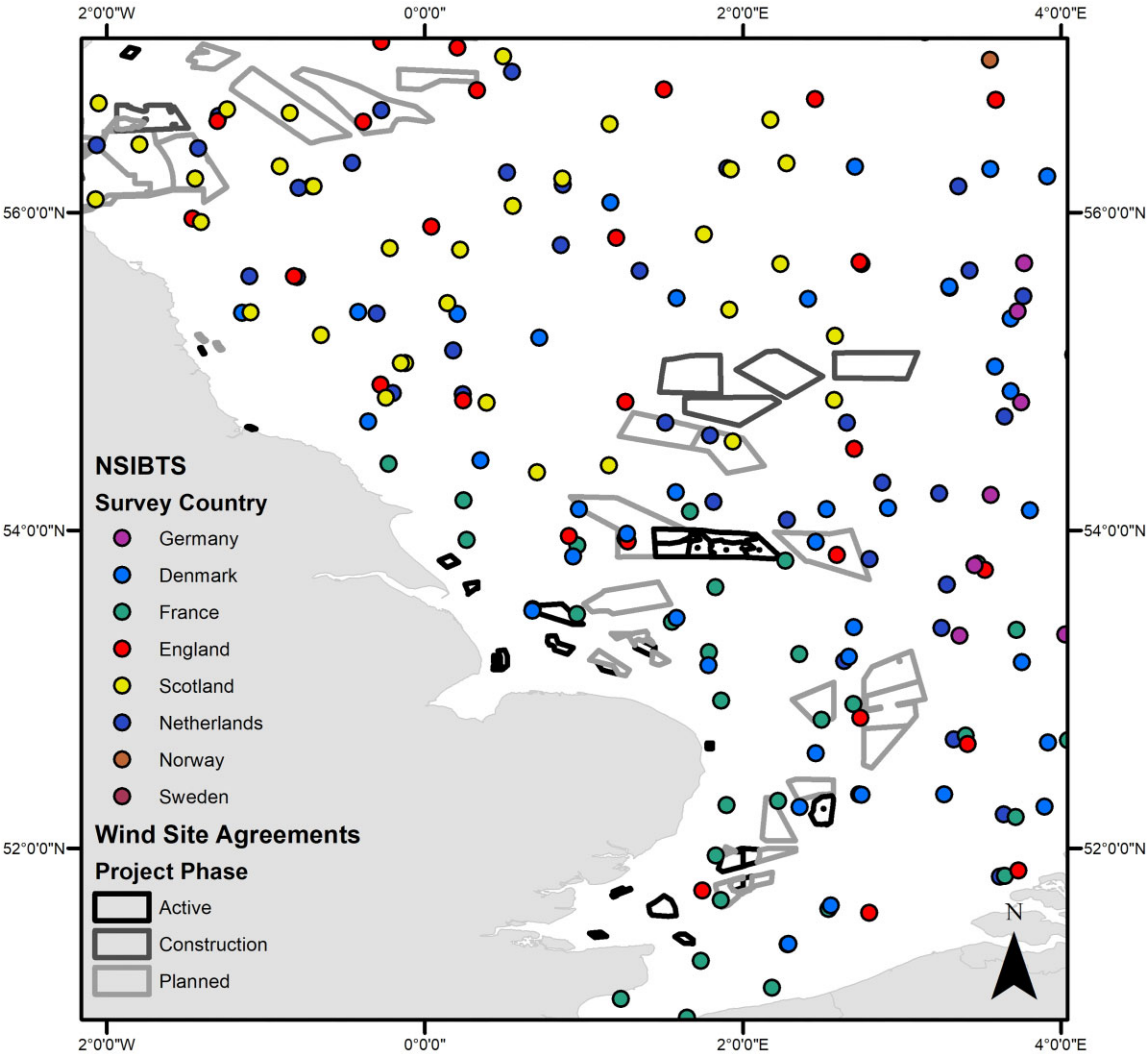 2°0'0"W 0°0'0" 2°0'0"E 4°0'0"E
56°0'0"N 56°0'0"N
54°0'0"N 54°0'0"N
52°0'0"N 52°0'0"N
NSIBTS
Survey Country
Germany
Denmark
France
England
Scotland
Netherlands
Norway
Sweden
Wind Site Agreements
Project Phase
Active
Construction
Planned
N
2°0'0"W 0°0'0" 2°0'0"E 4°0'0"E